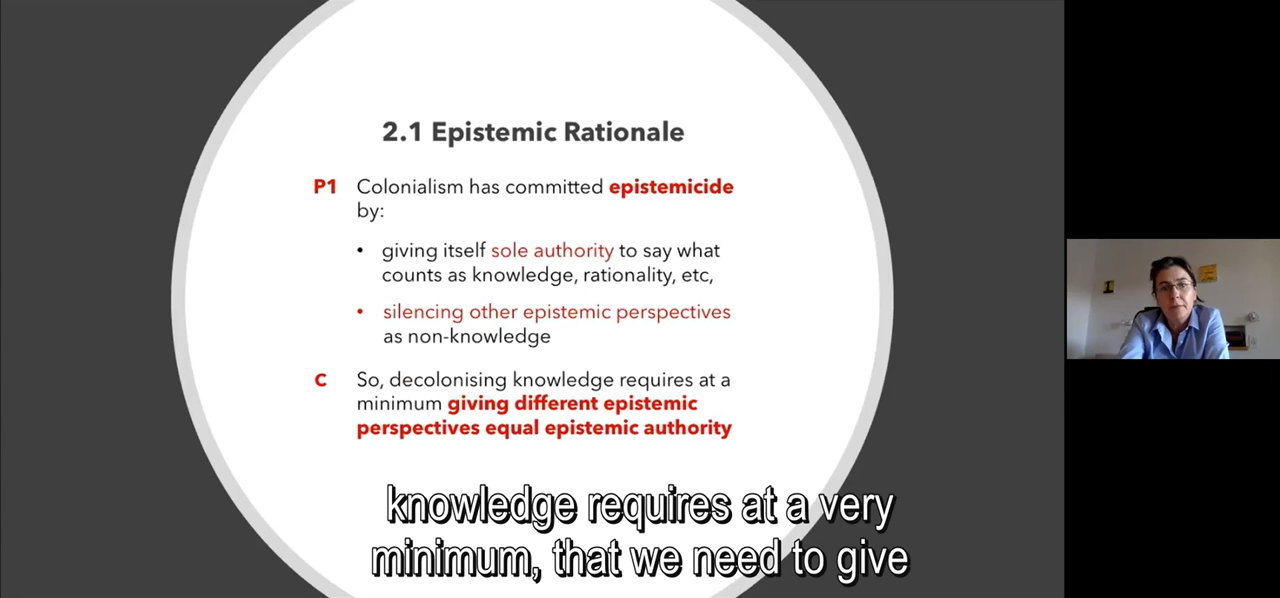 2.1 Epistemic Rationale
P1 Colonialism has committed epistemicide
by:
• giving itself sole authority to say what
counts as knowledge, rationality, etc,
• silencing other epistemic perspectives
as non-knowledge
C So, decolonising knowledge requires at a
minimum giving different epistemic
perspectives equal epistemic authority
knowledge requires at a very
minimum, that we need to give